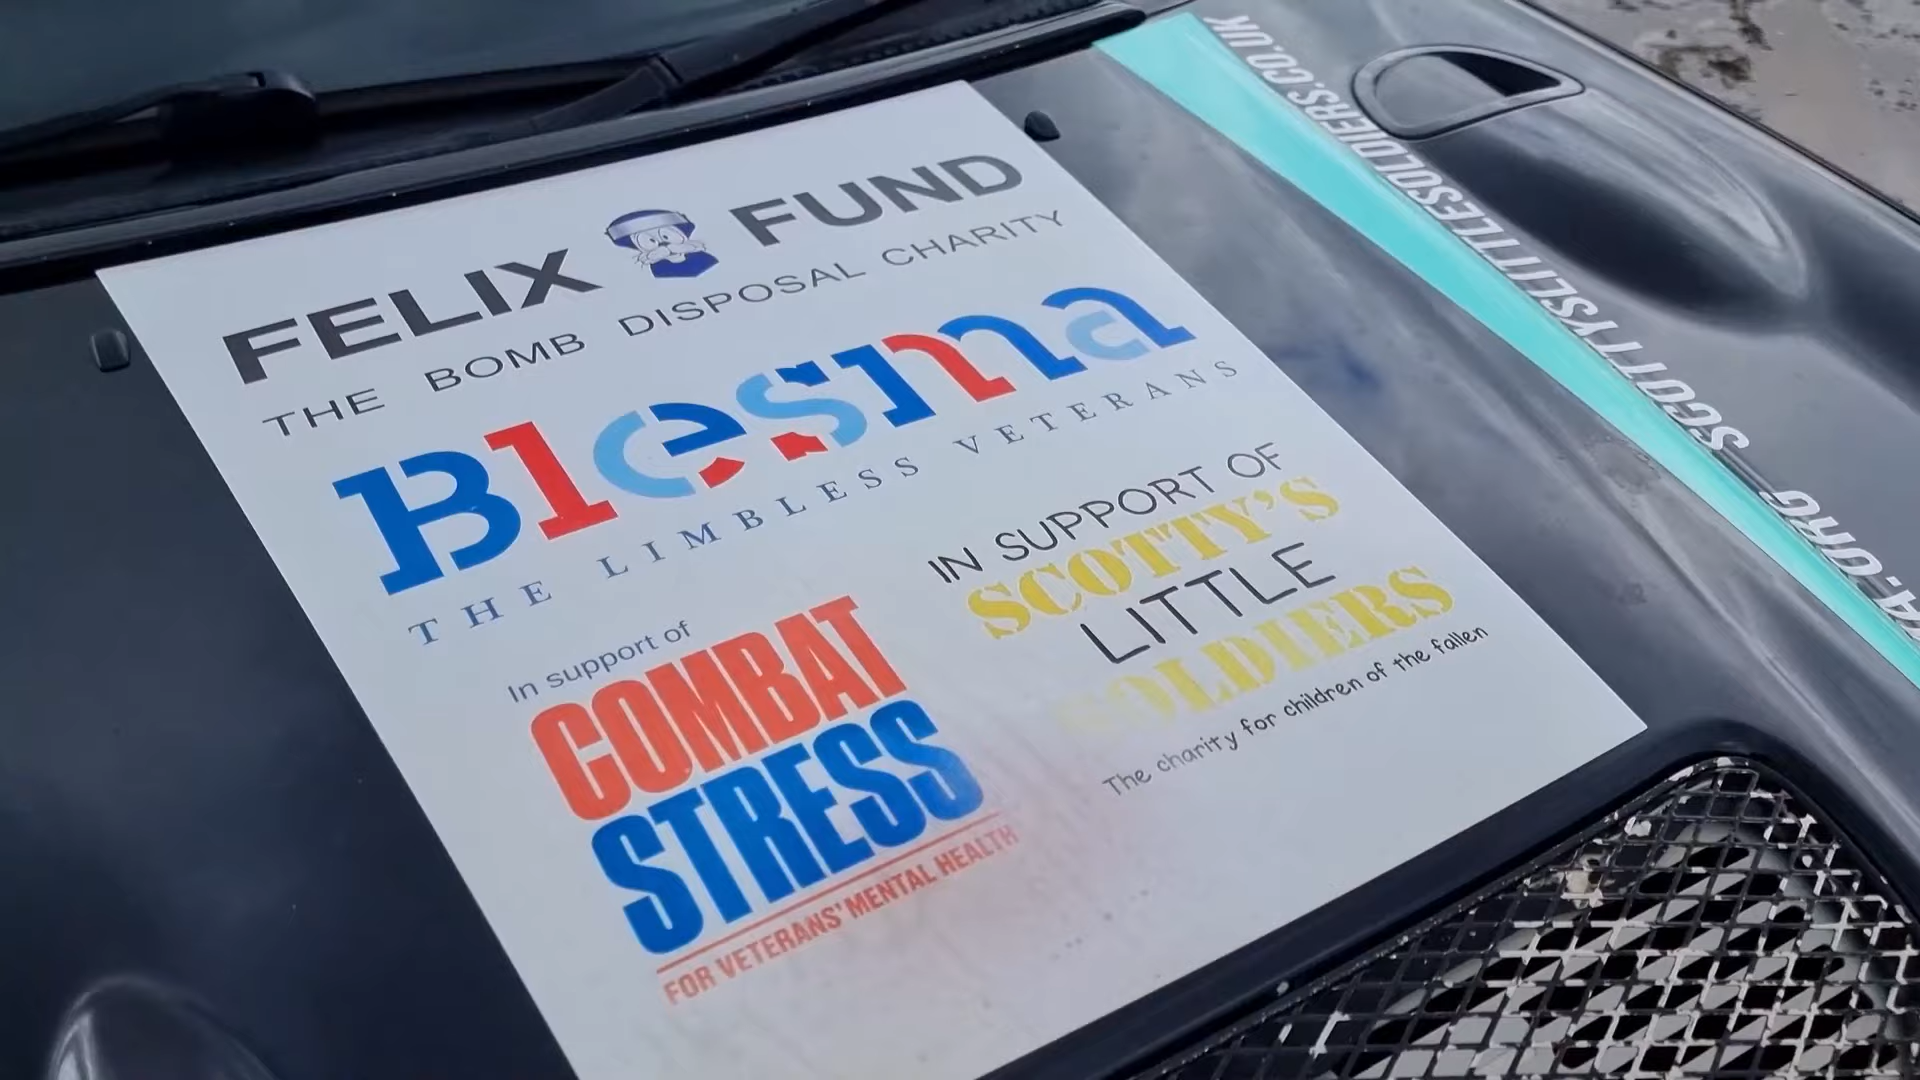 FELIX FUND
THE BOMB DISPOSAL CHARITY
Blesma
THE LIMBLESS VETERANS
In support of
COMBAT
STRESS
FOR VETERANS' MENTAL HEALTH
IN SUPPORT OF
SCOTTY'S
LITTLE
SOLDIERS
The charity for children of the fallen
SCOTTYSLITTLESOLDIERS.CO.UK